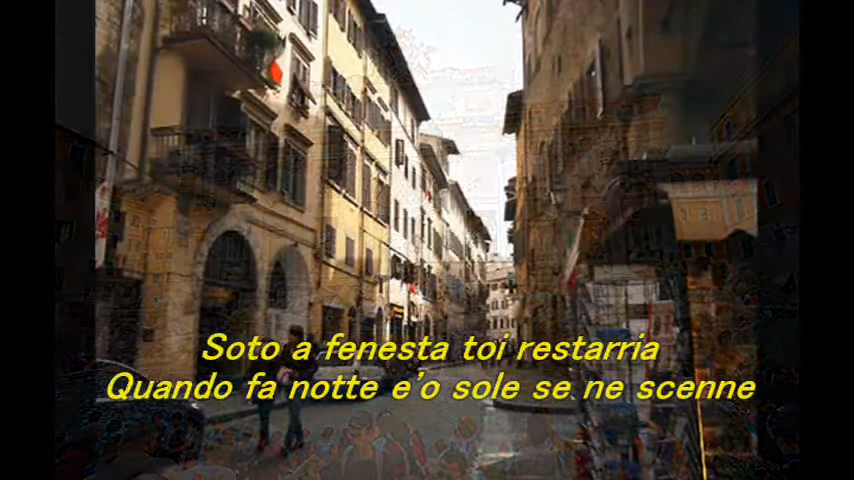 Soto a fenesta toi restarria
Quando fa notte e'o sole se ne scenne